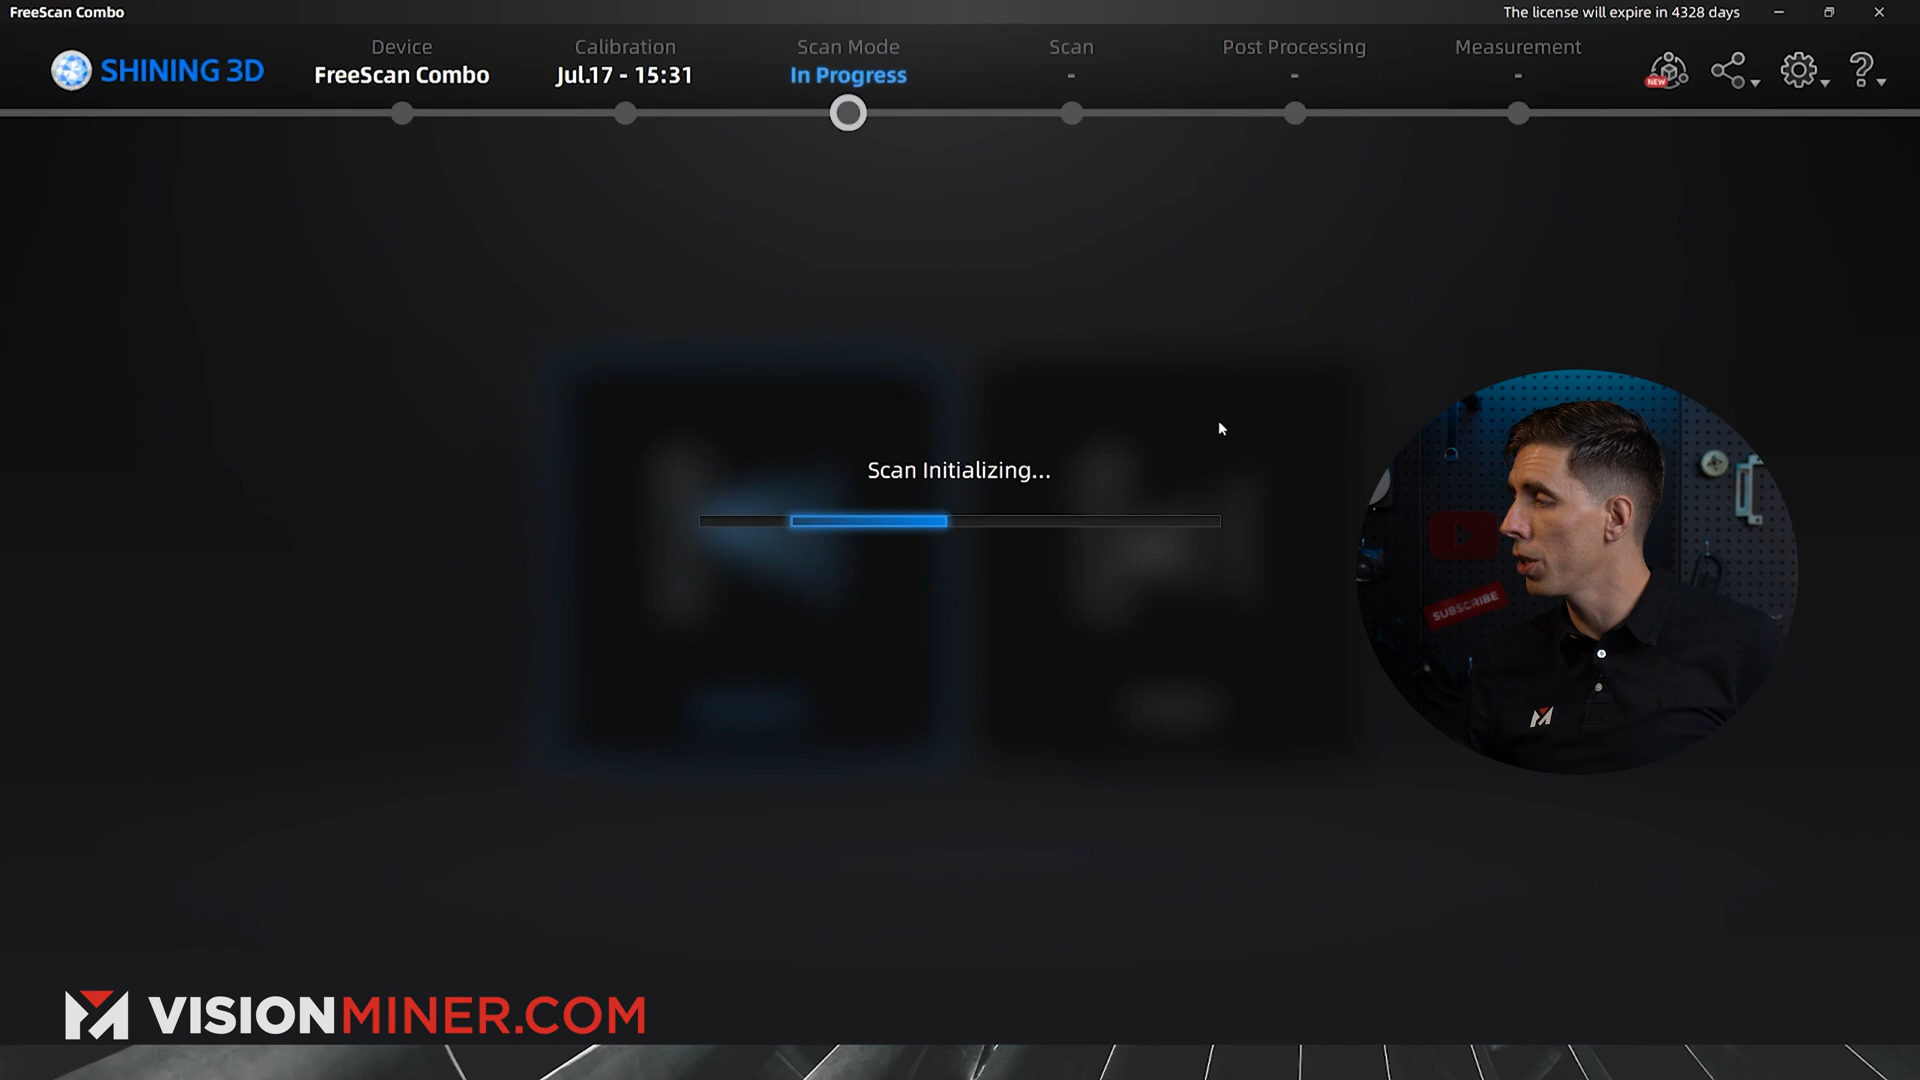 FreeScan Combo
The license will expire in 4328 days
SHINING 3D
Device
FreeScan Combo
Calibration
Jul.17 - 15:31
Scan Mode
In Progress
Scan
-
Post Processing
-
Measurement
-
NEW
?
Scan Initializing...
SUBSCRIBE
VISIONMINER.COM